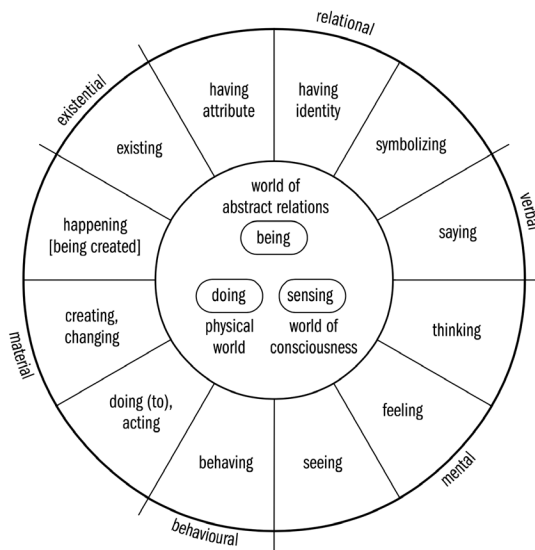 relational
existential
having
attribute
having
identity
existing
symbolizing
world of
abstract relations
being
verbal
happening
[being created]
saying
doing
sensing
physical
world
world of
consciousness
creating,
changing
thinking
material
doing (to),
acting
feeling
behaving
seeing
mental
behavioural